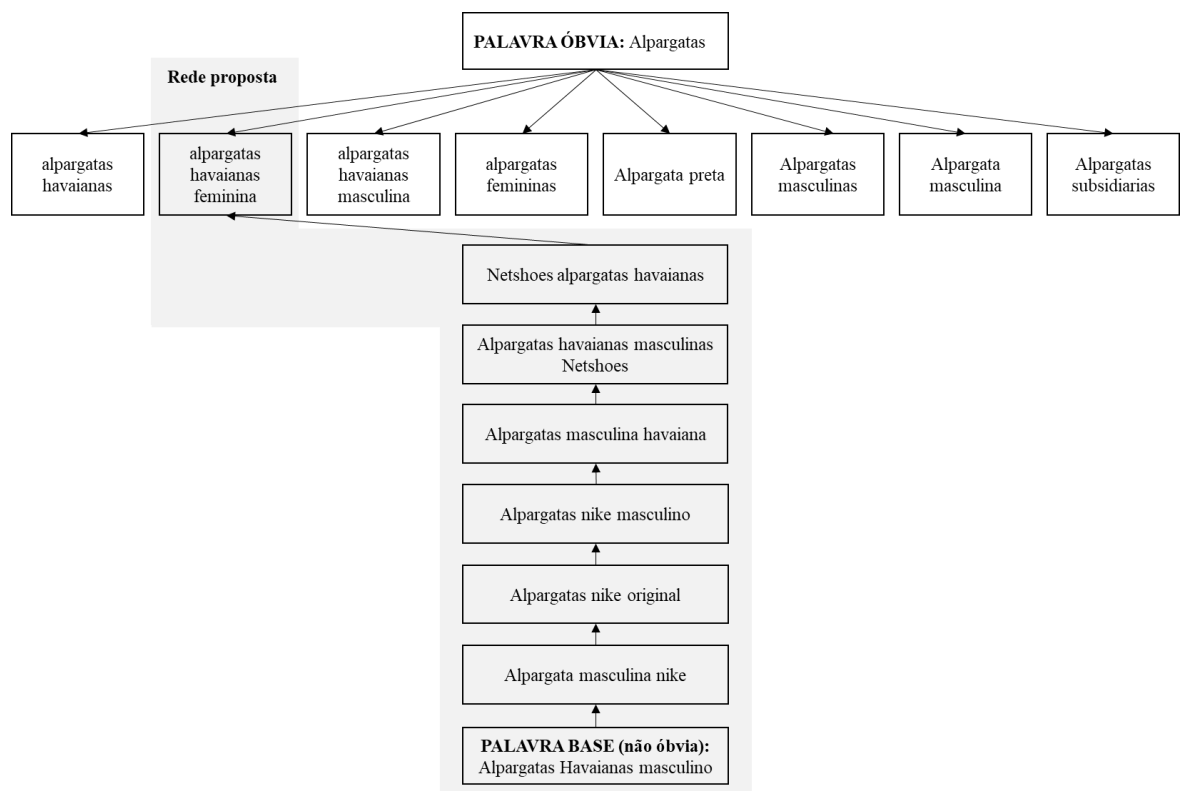 PALAVRA ÓBVIA: Alpargatas
Rede proposta
alpargatas
havaianas
alpargatas
havaianas
feminina
alpargatas
havaianas
masculina
alpargatas
femininas
Alpargata preta
Alpargatas
masculinas
Alpargata
masculina
Alpargatas
subsidiarias
Netshoes alpargatas havaianas
Alpargatas havaianas masculinas
Netshoes
Alpargatas masculina havaiana
Alpargatas nike masculino
Alpargatas nike original
Alpargata masculina nike
PALAVRA BASE (não óbvia):
Alpargatas Havaianas masculino